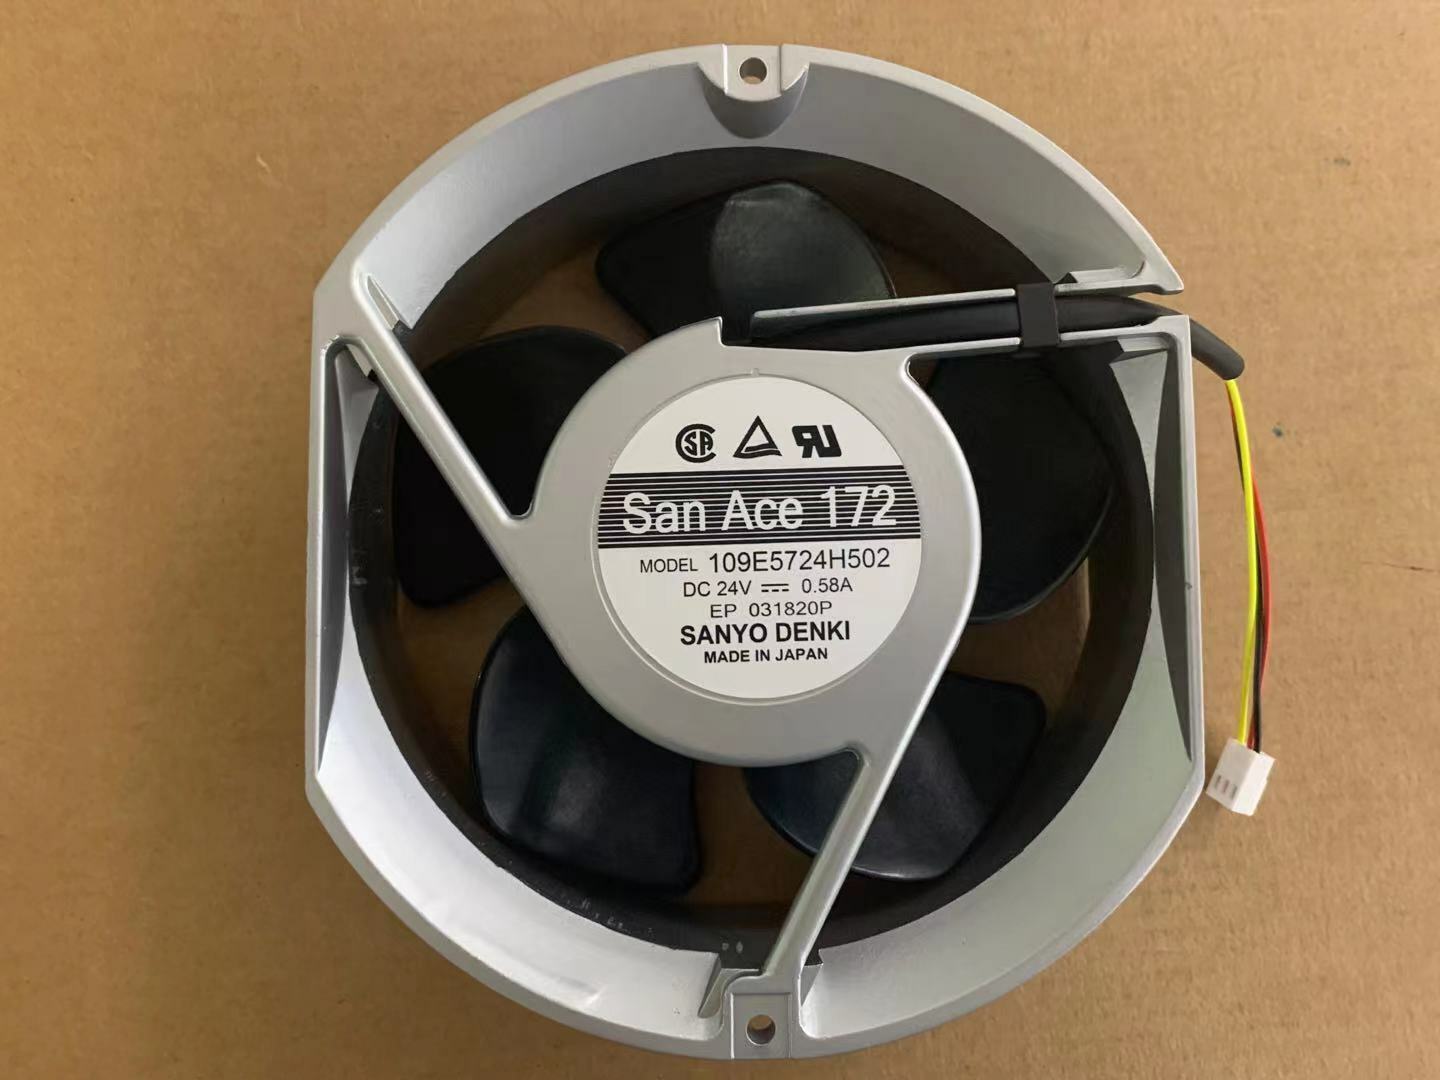 San Ace 172
MODEL 109E5724H502
DC 24V ⎓ 0.58A
EP 031820P
SANYO DENKI
MADE IN JAPAN